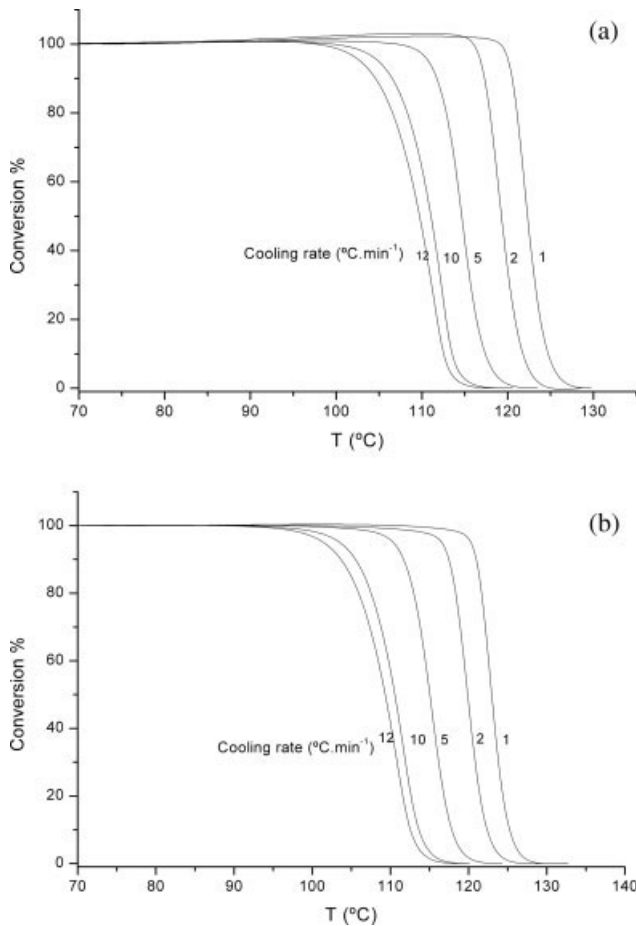 (a)
100
80
60
40
20
0
Conversion %
Cooling rate (ºC.min-1) 12 10 5 2 1
70 80 90 100 110 120 130
T (ºC)
(b)
100
80
60
40
20
0
Conversion %
Cooling rate (ºC.min-1) 12 10 5 2 1
70 80 90 100 110 120 130 140
T (ºC)